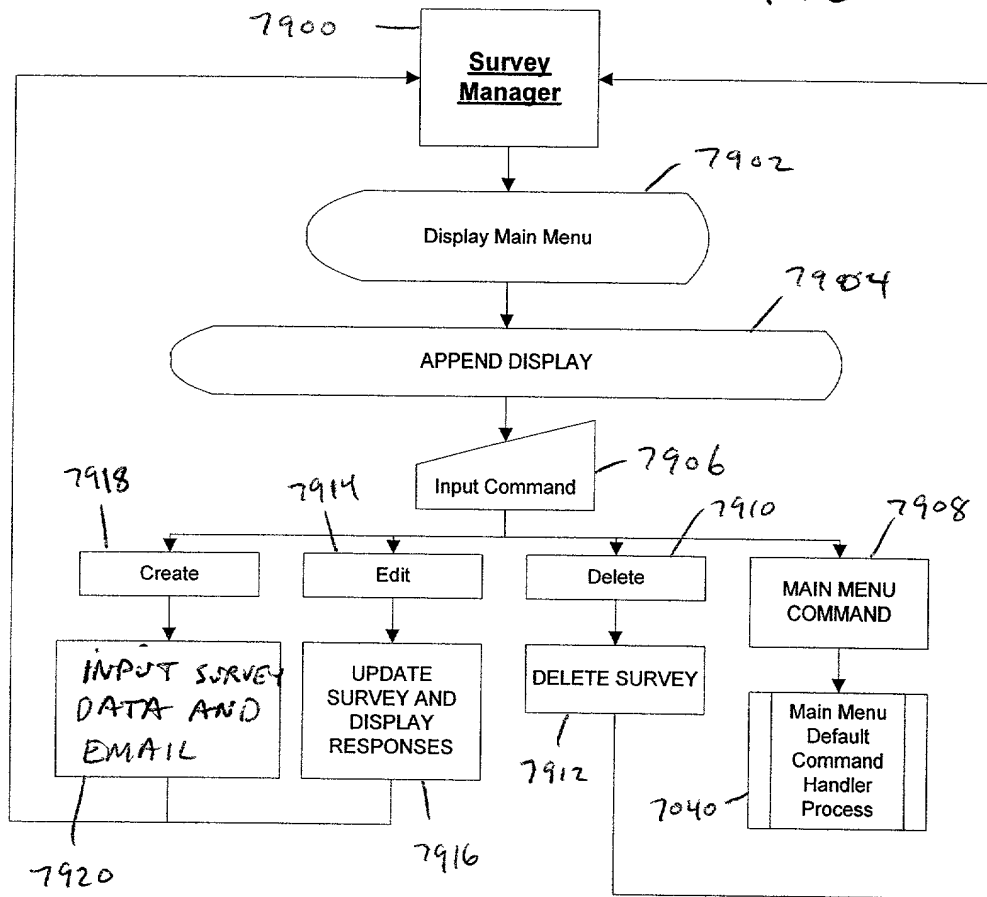 7900
Survey
Manager
7902
Display Main Menu
7904
APPEND DISPLAY
7906
Input Command
7918
7914
7910
7908
Create
Edit
Delete
MAIN MENU
COMMAND
INPUT SURVEY
DATA AND
EMAIL
UPDATE
SURVEY AND
DISPLAY
RESPONSES
DELETE SURVEY
Main Menu
Default
Command
Handler
Process
7912
7040
7916
7920